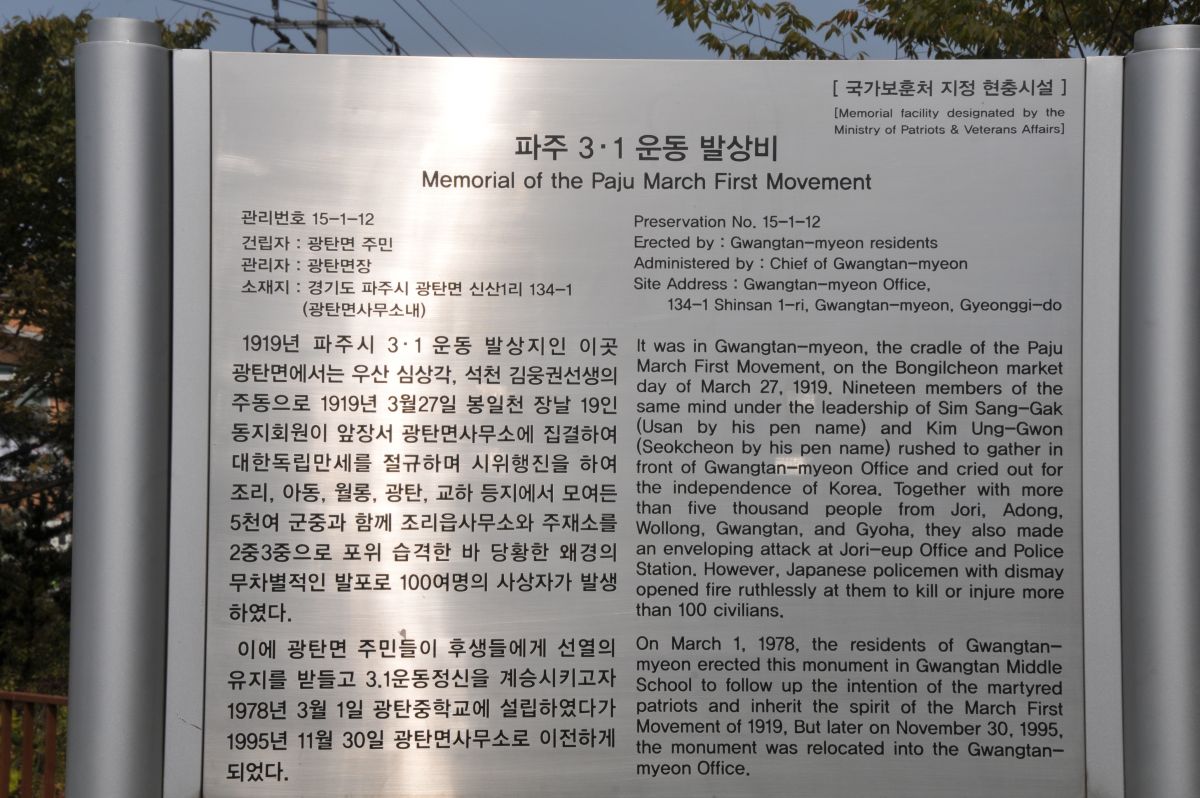 [ 국가보훈처 지정 현충시설 ]
[Memorial facility designated by the
Ministry of Patriots & Veterans Affairs]
파주 3·1 운동 발상비
Memorial of the Paju March First Movement
관리번호 15-1-12
건립자 : 광탄면 주민
관리자 : 광탄면장
소재지 : 경기도 파주시 광탄면 신산1리 134-1
(광탄면사무소내)
1919년 파주시 3·1 운동 발상지인 이곳
광탄면에서는 우산 심상각, 석천 김웅권선생의
주동으로 1919년 3월27일 봉일천 장날 19인
동지회원이 앞장서 광탄면사무소에 집결하여
대한독립만세를 절규하며 시위행진을 하여
조리, 아동, 월롱, 광탄, 교하 등지에서 모여든
5천여 군중과 함께 조리읍사무소와 주재소를
2중3중으로 포위 습격한 바 당황한 왜경의
무차별적인 발포로 100여명의 사상자가 발생
하였다.
이에 광탄면 주민들이 후생들에게 선열의
유지를 받들고 3.1운동정신을 계승시키고자
1978년 3월 1일 광탄중학교에 설립하였다가
1995년 11월 30일 광탄면사무소로 이전하게
되었다.
Preservation No. 15-1-12
Erected by : Gwangtan-myeon residents
Administered by : Chief of Gwangtan-myeon
Site Address : Gwangtan-myeon Office,
134-1 Shinsan 1-ri, Gwangtan-myeon, Gyeonggi-do
It was in Gwangtan-myeon, the cradle of the Paju
March First Movement, on the Bongilcheon market
day of March 27, 1919. Nineteen members of the
same mind under the leadership of Sim Sang-Gak
(Usan by his pen name) and Kim Ung-Gwon
(Seokcheon by his pen name) rushed to gather in
front of Gwangtan-myeon Office and cried out for
the independence of Korea. Together with more
than five thousand people from Jori, Adong,
Wollong, Gwangtan, and Gyoha, they also made
an enveloping attack at Jori-eup Office and Police
Station. However, Japanese policemen with dismay
opened fire ruthlessly at them to kill or injure more
than 100 civilians.
On March 1, 1978, the residents of Gwangtan-
myeon erected this monument in Gwangtan Middle
School to follow up the intention of the martyred
patriots and inherit the spirit of the March First
Movement of 1919. But later on November 30, 1995,
the monument was relocated into the Gwangtan-
myeon Office.